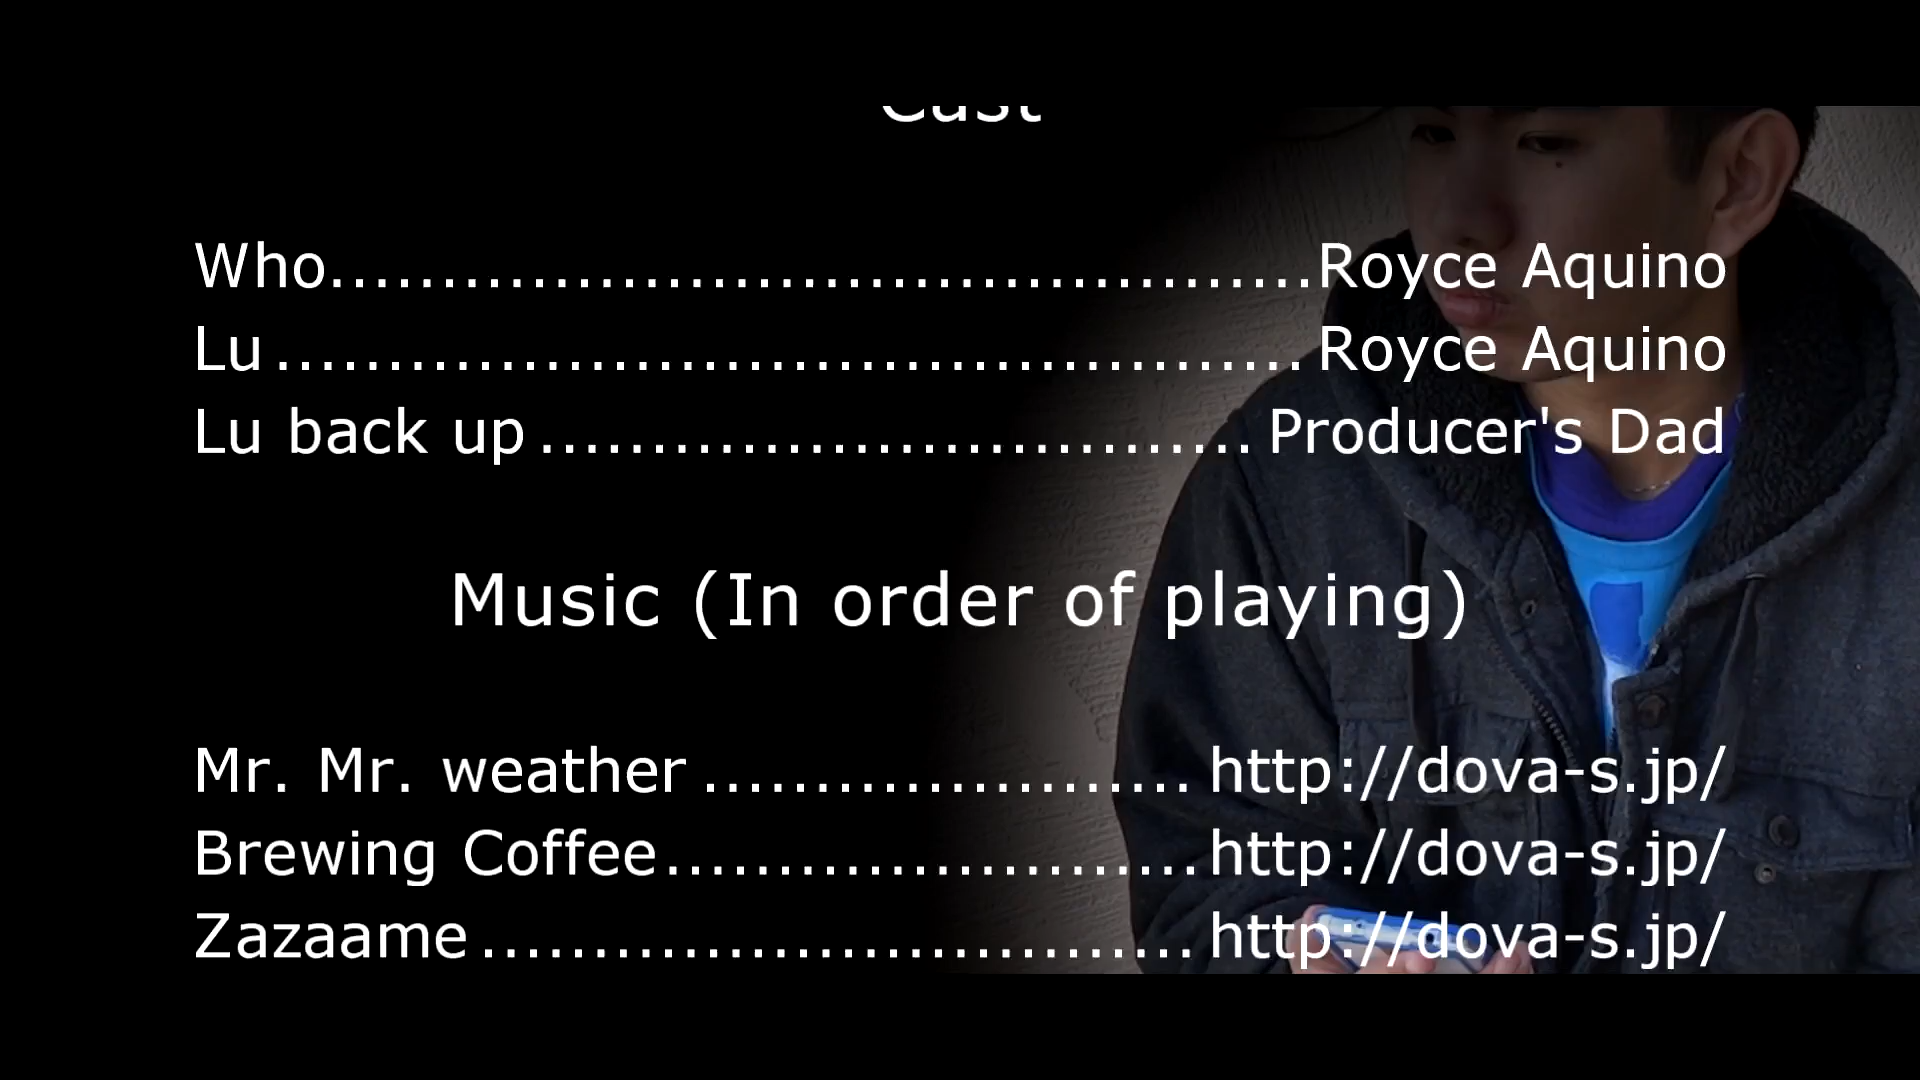 Cast
Who............................................Royce Aquino
Lu..............................................Royce Aquino
Lu back up................................Producer's Dad
Music (In order of playing)
Mr. Mr. weather......................http://dova-s.jp/
Brewing Coffee........................http://dova-s.jp/
Zazaame................................http://dova-s.jp/